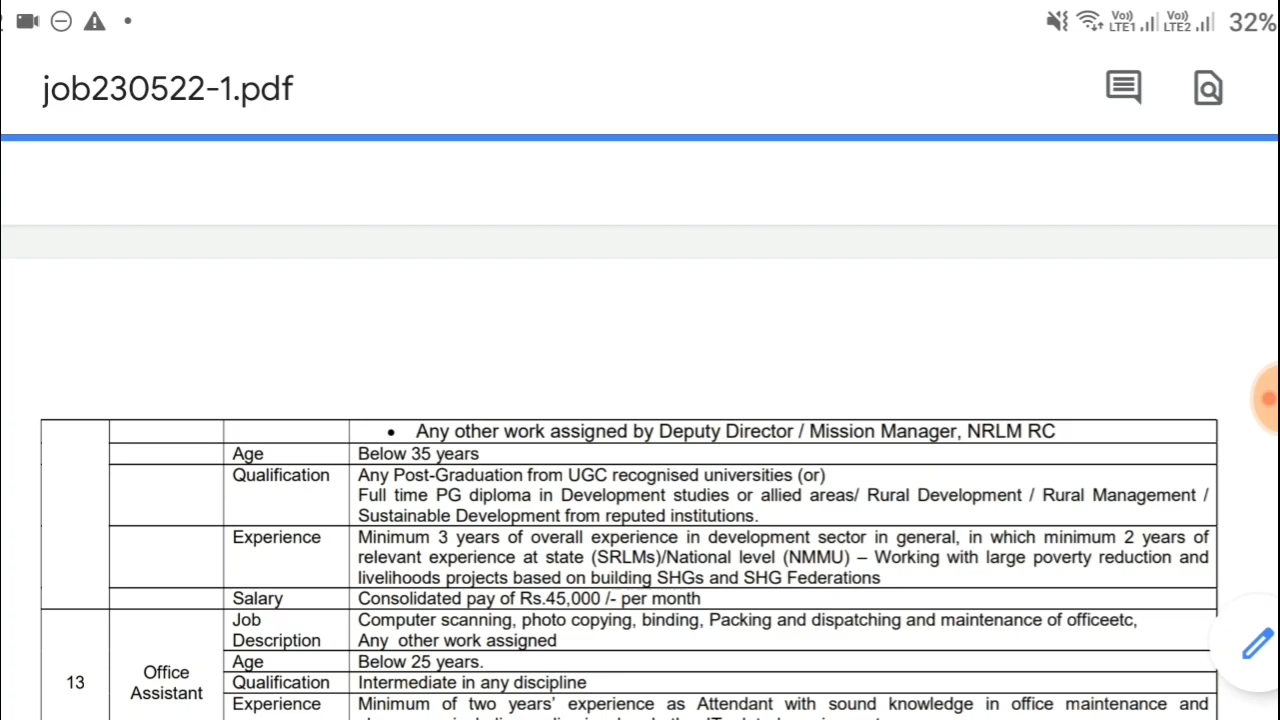 Vo)) LTE1 Vo)) LTE2 32%
job230522-1.pdf
• Any other work assigned by Deputy Director / Mission Manager, NRLM RC
Age Below 35 years
Qualification Any Post-Graduation from UGC recognised universities (or)
Full time PG diploma in Development studies or allied areas/ Rural Development / Rural Management /
Sustainable Development from reputed institutions.
Experience Minimum 3 years of overall experience in development sector in general, in which minimum 2 years of
relevant experience at state (SRLMs)/National level (NMMU) – Working with large poverty reduction and
livelihoods projects based on building SHGs and SHG Federations
Salary Consolidated pay of Rs.45,000 /- per month
13 Office Assistant
Job Description Computer scanning, photo copying, binding, Packing and dispatching and maintenance of officeetc,
Any other work assigned
Age Below 25 years.
Qualification Intermediate in any discipline
Experience Minimum of two years' experience as Attendant with sound knowledge in office maintenance and